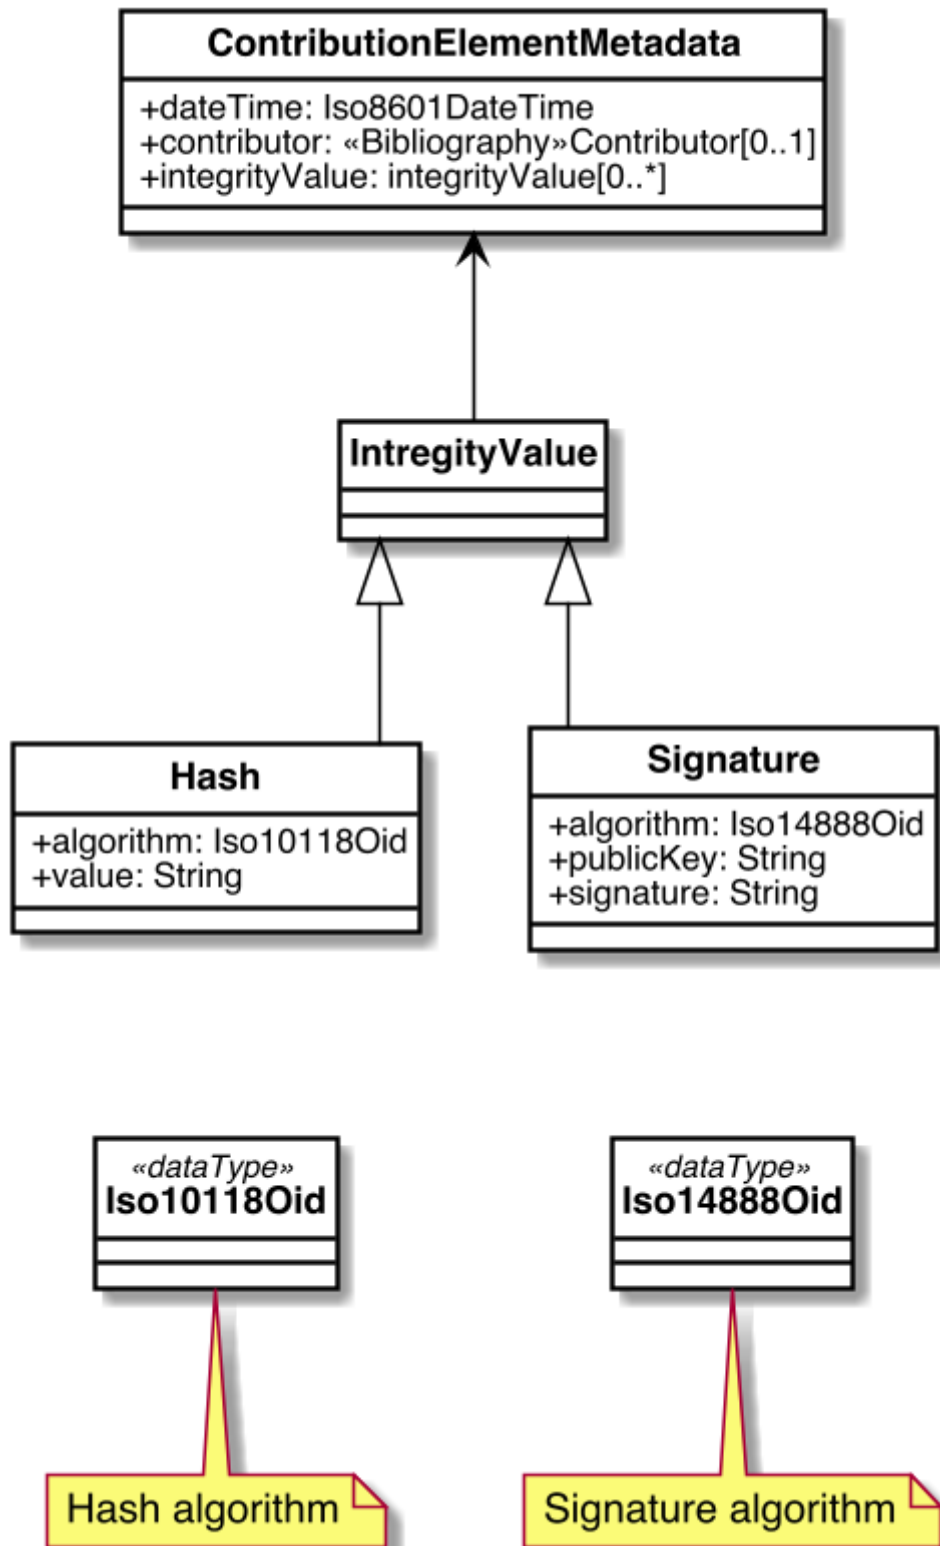 ContributionElementMetadata
+dateTime: Iso8601DateTime
+contributor: «Bibliography»Contributor[0..1]
+integrityValue: integrityValue[0..*]
IntregityValue
Hash
+algorithm: Iso10118Oid
+value: String
Signature
+algorithm: Iso14888Oid
+publicKey: String
+signature: String
«dataType»
Iso10118Oid
«dataType»
Iso14888Oid
Hash algorithm
Signature algorithm